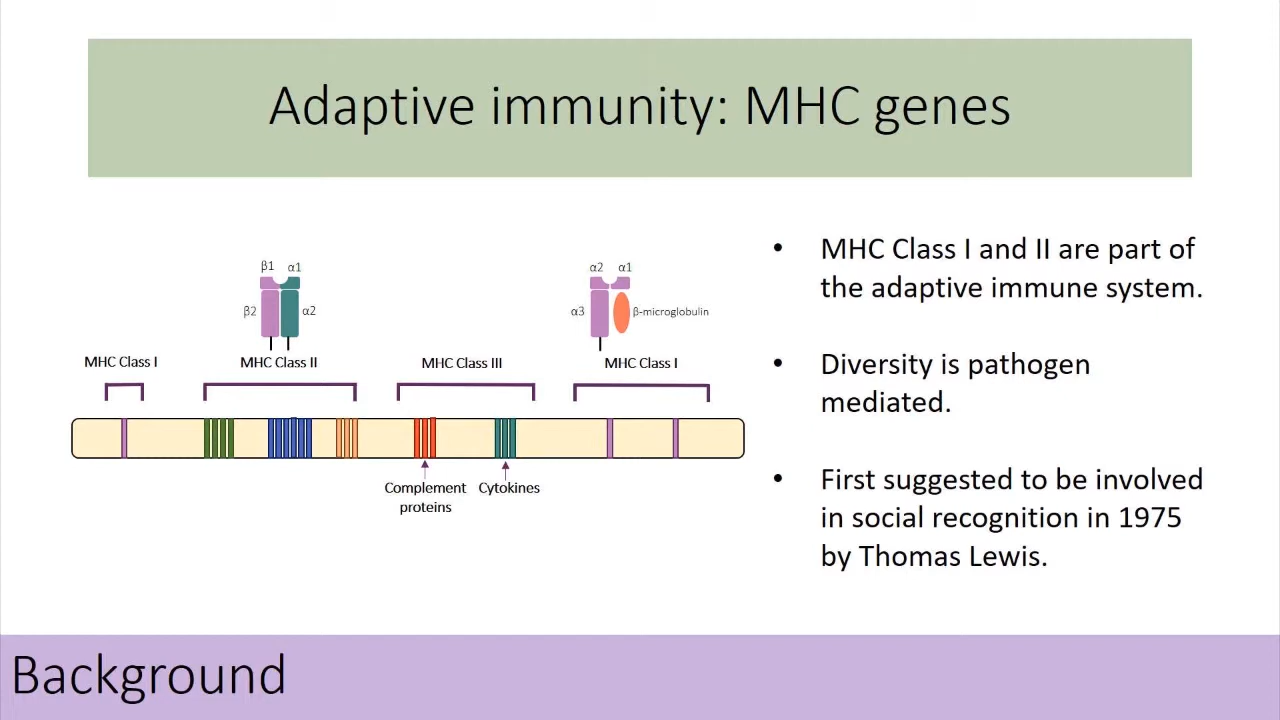 Adaptive immunity: MHC genes
β1 α1
β2 α2
α2 α1
α3 β-microglobulin
MHC Class I
MHC Class II
MHC Class III
MHC Class I
Complement
proteins
Cytokines
• MHC Class I and II are part of
the adaptive immune system.
• Diversity is pathogen
mediated.
• First suggested to be involved
in social recognition in 1975
by Thomas Lewis.
Background